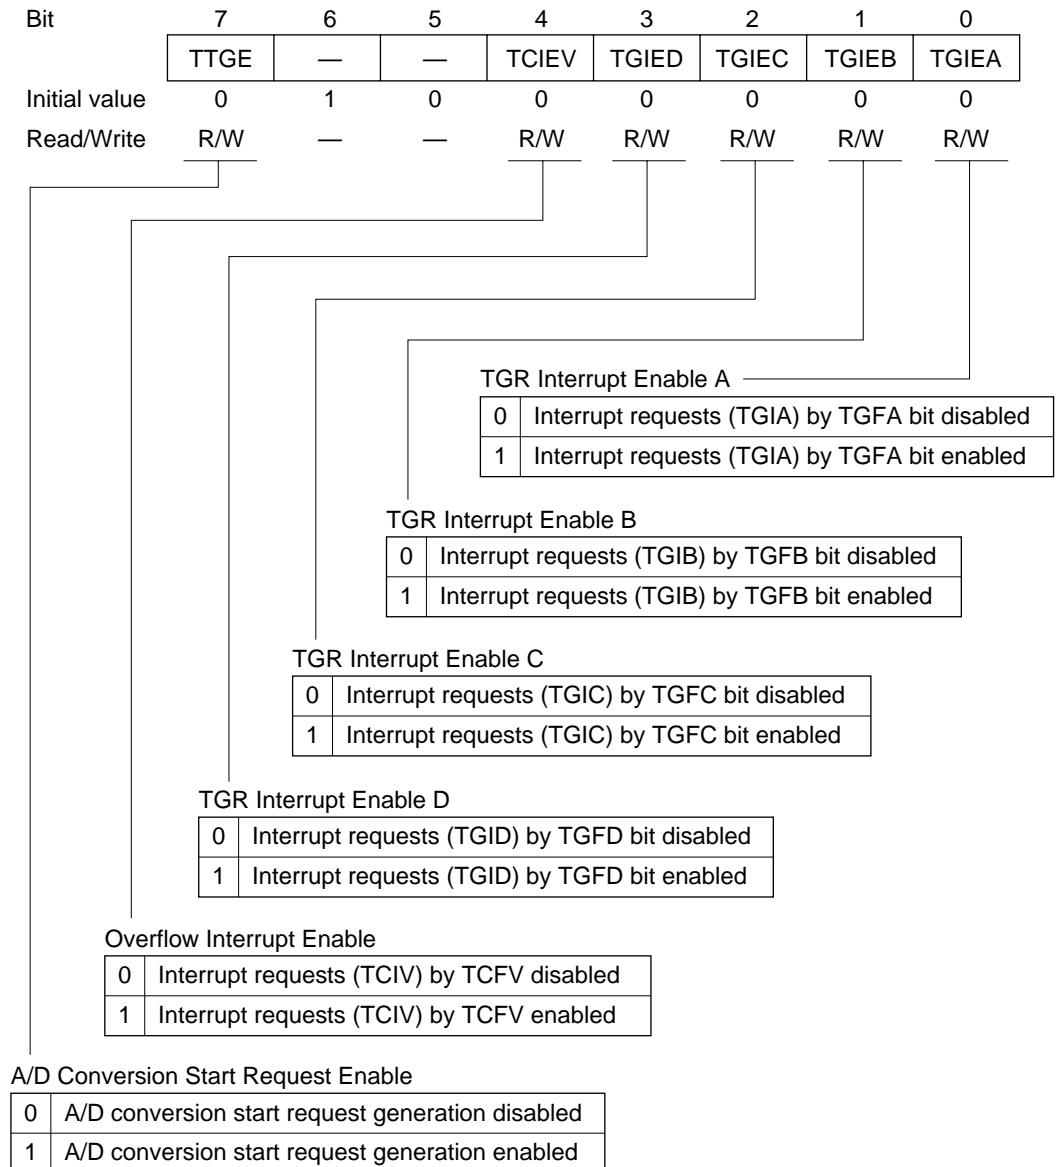 Bit 7 6 5 4 3 2 1 0
TTGE — — TCIEV TGIED TGIEC TGIEB TGIEA
Initial value 0 1 0 0 0 0 0 0
Read/Write R/W — — R/W R/W R/W R/W R/W
TGR Interrupt Enable A
0 Interrupt requests (TGIA) by TGFA bit disabled
1 Interrupt requests (TGIA) by TGFA bit enabled
TGR Interrupt Enable B
0 Interrupt requests (TGIB) by TGFB bit disabled
1 Interrupt requests (TGIB) by TGFB bit enabled
TGR Interrupt Enable C
0 Interrupt requests (TGIC) by TGFC bit disabled
1 Interrupt requests (TGIC) by TGFC bit enabled
TGR Interrupt Enable D
0 Interrupt requests (TGID) by TGFD bit disabled
1 Interrupt requests (TGID) by TGFD bit enabled
Overflow Interrupt Enable
0 Interrupt requests (TCIV) by TCFV disabled
1 Interrupt requests (TCIV) by TCFV enabled
A/D Conversion Start Request Enable
0 A/D conversion start request generation disabled
1 A/D conversion start request generation enabled